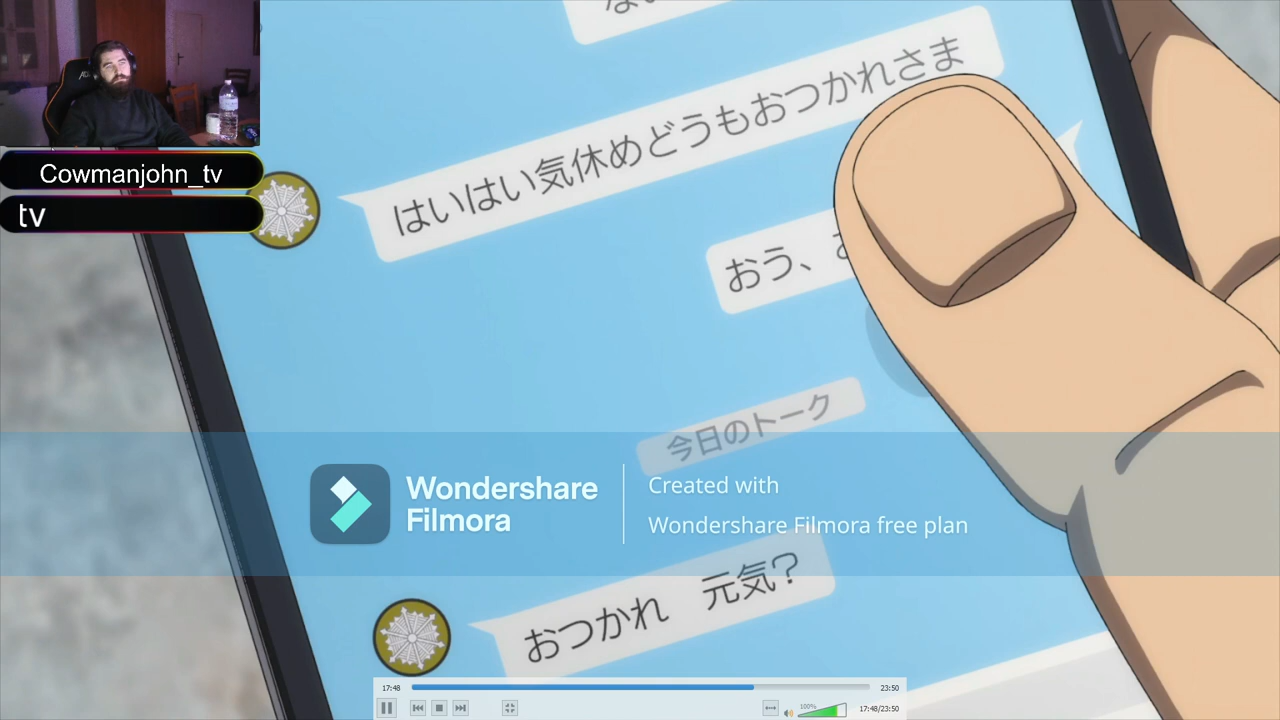 はいはい気休めどうもおつかれさま
Cowmanjohn_tv
tv
おう、
今日のトーク
Wondershare
Filmora
Created with
Wondershare Filmora free plan
おつかれ 元気?
17:48
23:50
100%
17:48/23:50